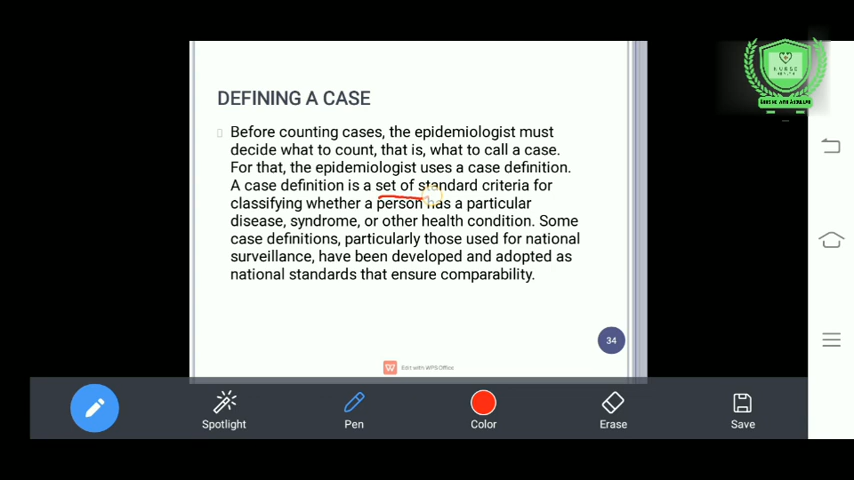 DEFINING A CASE
Before counting cases, the epidemiologist must
decide what to count, that is, what to call a case.
For that, the epidemiologist uses a case definition.
A case definition is a set of standard criteria for
classifying whether a person has a particular
disease, syndrome, or other health condition. Some
case definitions, particularly those used for national
surveillance, have been developed and adopted as
national standards that ensure comparability.
34
Edit with WPS Office
Spotlight
Pen
Color
Erase
Save